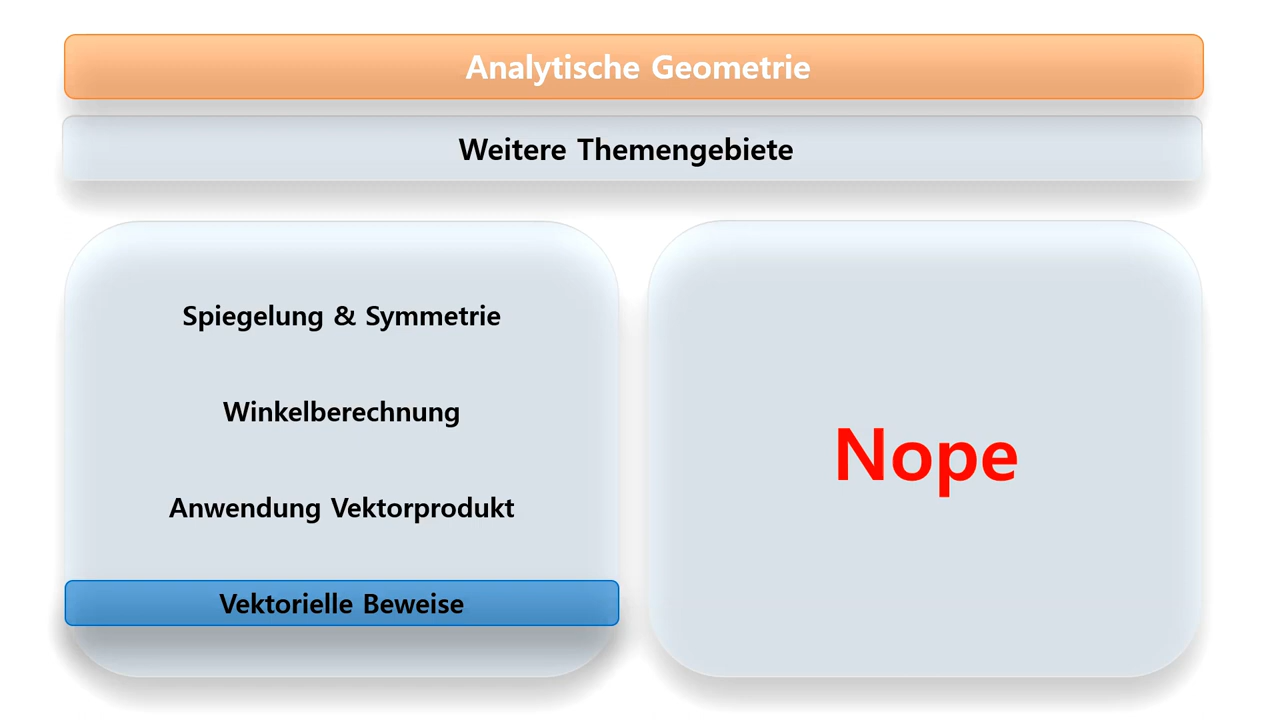 Analytische Geometrie
Weitere Themengebiete
Spiegelung & Symmetrie
Winkelberechnung
Anwendung Vektorprodukt
Vektorielle Beweise
Nope